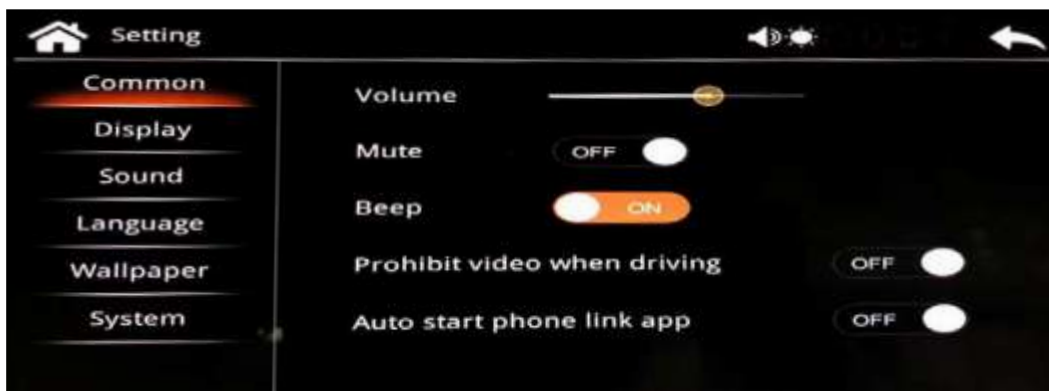 Setting
Common
Display
Sound
Language
Wallpaper
System
Volume
Mute OFF
Beep ON
Prohibit video when driving OFF
Auto start phone link app OFF